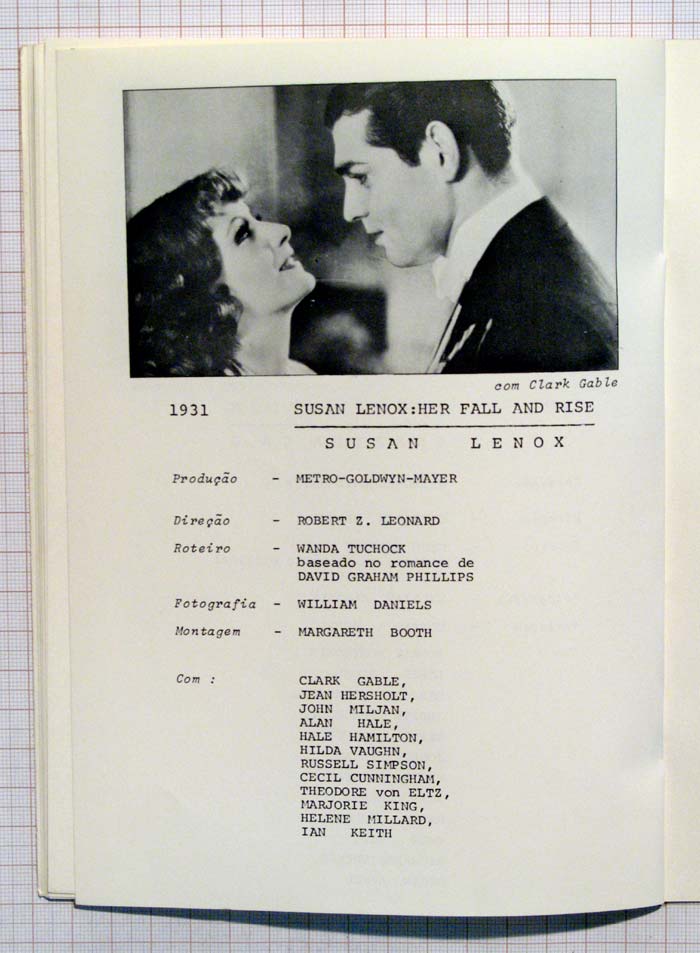 com Clark Gable
1931 SUSAN LENOX:HER FALL AND RISE
SUSAN LENOX
Produção - METRO-GOLDWYN-MAYER
Direção - ROBERT Z. LEONARD
Roteiro - WANDA TUCHOCK
baseado no romance de
DAVID GRAHAM PHILLIPS
Fotografia - WILLIAM DANIELS
Montagem - MARGARETH BOOTH
Com : CLARK GABLE,
JEAN HERSHOLT,
JOHN MILJAN,
ALAN HALE,
HALE HAMILTON,
HILDA VAUGHN,
RUSSELL SIMPSON,
CECIL CUNNINGHAM,
THEODORE von ELTZ,
MARJORIE KING,
HELENE MILLARD,
IAN KEITH